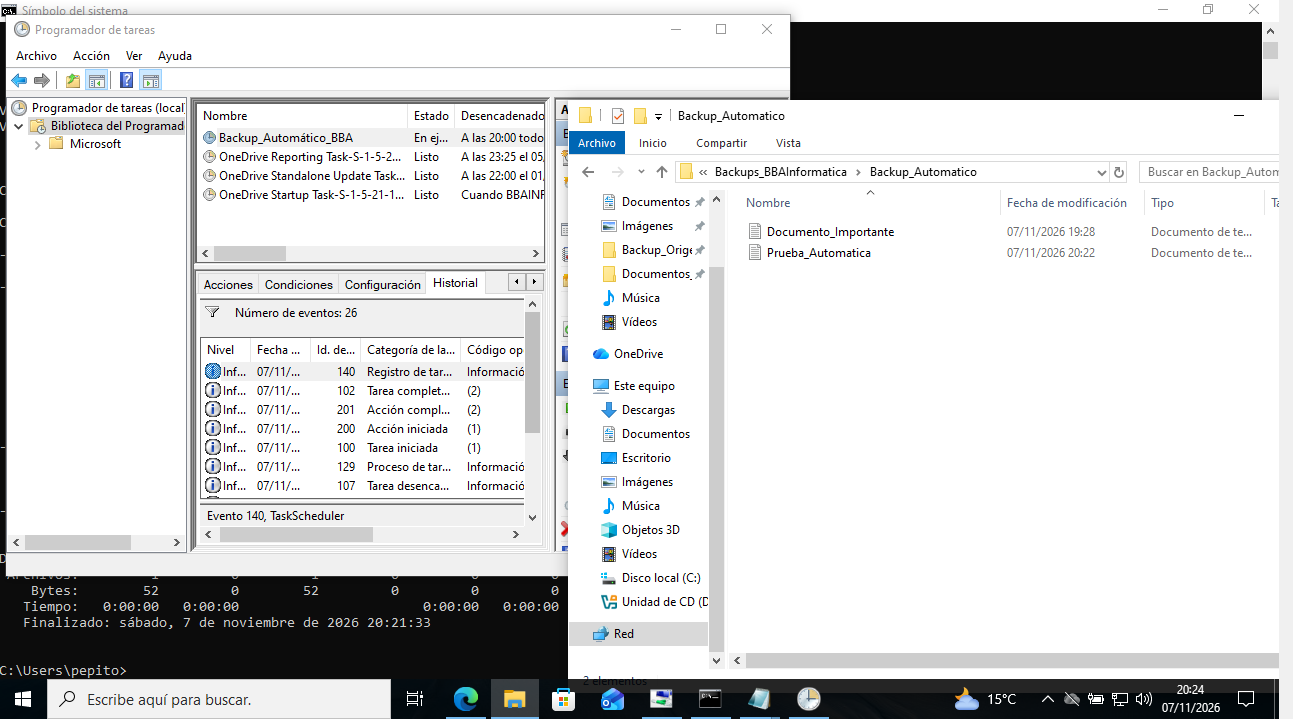 Símbolo del sistema
Programador de tareas
Archivo Acción Ver Ayuda
Programador de tareas (local
Biblioteca del Programad
Microsoft
Nombre Estado Desencadenado
Backup_Automático_BBA En ej... A las 20:00 todo
OneDrive Reporting Task-S-1-5-2... Listo A las 23:25 el 05,
OneDrive Standalone Update Task... Listo A las 22:00 el 01,
OneDrive Startup Task-S-1-5-21-1... Listo Cuando BBAINF
Acciones Condiciones Configuración Historial
Número de eventos: 26
Nivel Fecha ... Id. de... Categoría de la... Código op
Inf... 07/11/... 140 Registro de tar... Informació
Inf... 07/11/... 102 Tarea complet... (2)
Inf... 07/11/... 201 Acción compl... (2)
Inf... 07/11/... 200 Acción iniciada (1)
Inf... 07/11/... 100 Tarea iniciada (1)
Inf... 07/11/... 129 Proceso de tar... Informació
Inf... 07/11/... 107 Tarea desenca... Informació
Evento 140, TaskScheduler
Backup_Automatico
Archivo Inicio Compartir Vista
« Backups_BBAInformatica › Backup_Automatico
Buscar en Backup_Autom
Nombre Fecha de modificación Tipo Ta
Documento_Importante 07/11/2026 19:28 Documento de te...
Prueba_Automatica 07/11/2026 20:22 Documento de te...
Documentos
Imágenes
Backup_Orige
Documentos_
Música
Vídeos
OneDrive
Este equipo
Descargas
Documentos
Escritorio
Imágenes
Música
Objetos 3D
Vídeos
Disco local (C:)
Unidad de CD (D
Red
2 elementos
Archivos: 1 0 1 0 0 0
Bytes: 52 0 52 0 0 0
Tiempo: 0:00:00 0:00:00 0:00:00 0:00:00
Finalizado: sábado, 7 de noviembre de 2026 20:21:33
C:\Users\pepito>
Escribe aquí para buscar.
15°C
20:24
07/11/2026